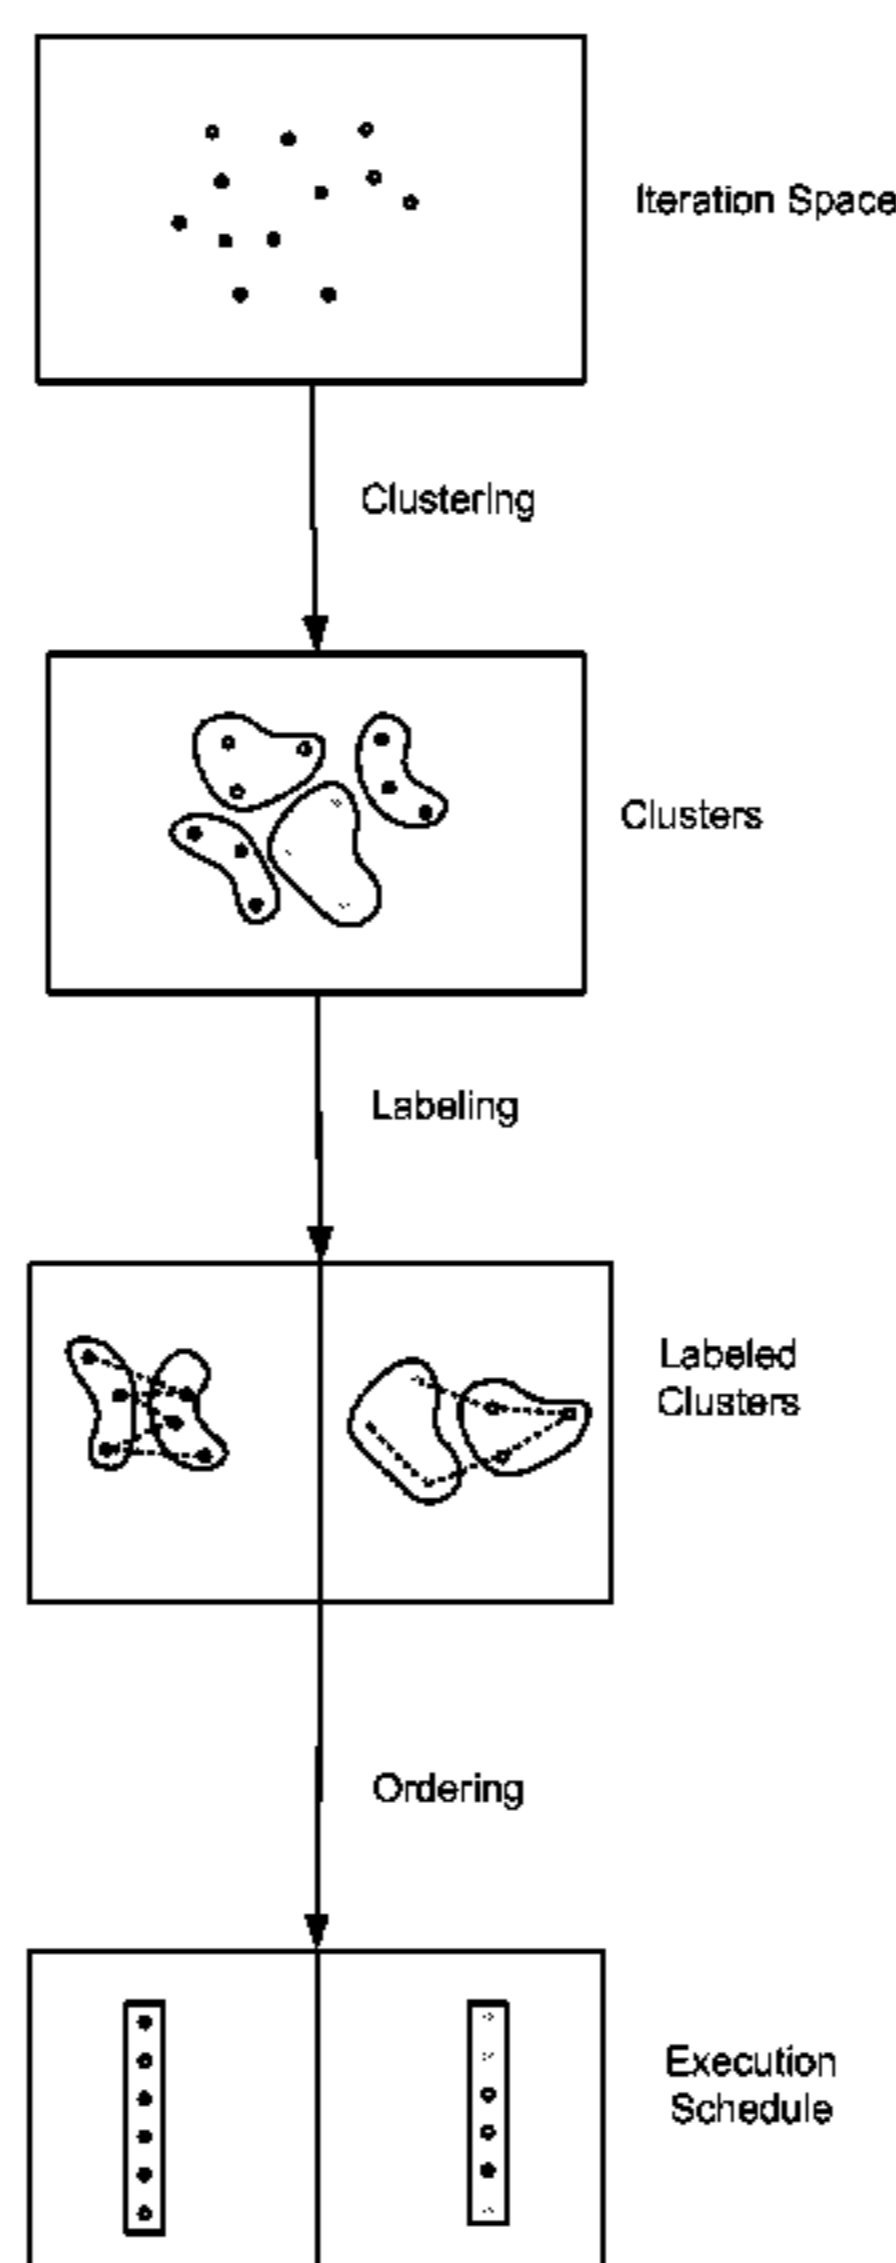 Iteration Space
Clustering
Clusters
Labeling
Labeled
Clusters
Ordering
Execution
Schedule